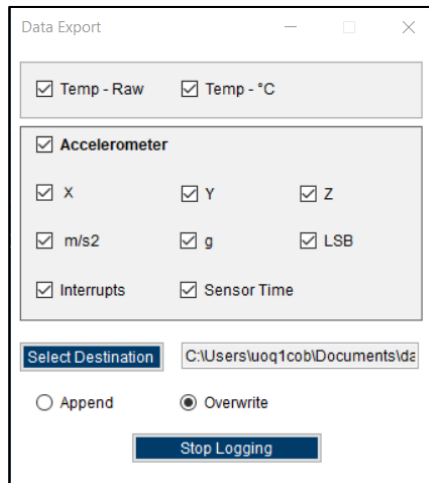 Data Export
Temp - Raw Temp - °C
Accelerometer
X Y Z
m/s2 g LSB
Interrupts Sensor Time
Select Destination C:\Users\uoq1cob\Documents\da
Append Overwrite
Stop Logging